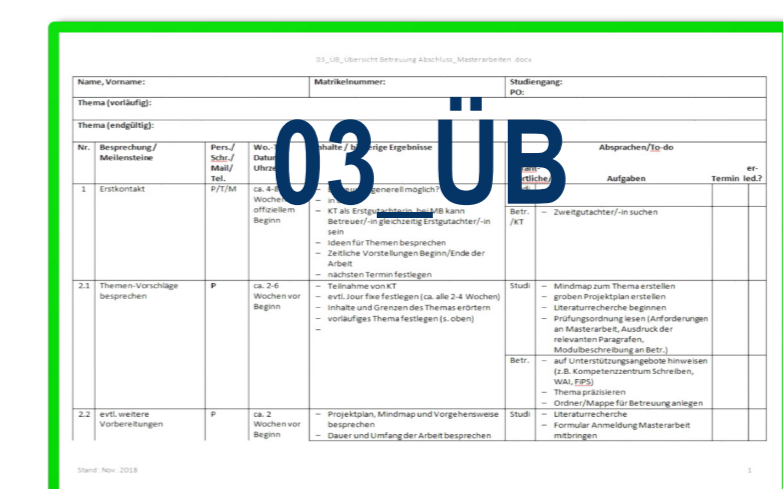 03_ÜB_Übersicht Betreuung Abschluss_Masterarbeiten .docx
Name, Vorname: Matrikelnummer: Studiengang:
PO:
Thema (vorläufig):
Thema (endgültig):
03_ÜB
Nr. Besprechung/ Pers./ Inhalte / Ergebnisse Absprachen/To-do
Meilensteine Schr./ Datum
Mail/ Uhrze er-
Tel. Aufgaben Termin led.?
1 Erstkontakt P/T/M ca. 4-8 generell möglich?
Wochen
offiziellem
Beginn
– KT als Erstgutachterin, bei MB kann
Betreuer/-in gleichzeitig Erstgutachter/-in
sein
– Ideen für Themen besprechen
– Zeitliche Vorstellungen Beginn/Ende der
Arbeit
– nächsten Termin festlegen
Betr. – Zweitgutachter/-in suchen
/KT
2.1 Themen-Vorschläge P ca. 2-6
besprechen Wochen vor
Beginn
– Teilnahme von KT
– evtl. Jour fixe festlegen (ca. alle 2-4 Wochen)
– Inhalte und Grenzen des Themas erörtern
– vorläufiges Thema festlegen (s. oben)
–
Studi – Mindmap zum Thema erstellen
– groben Projektplan erstellen
– Literaturrecherche beginnen
– Prüfungsordnung lesen (Anforderungen
an Masterarbeit, Ausdruck der
relevanten Paragrafen,
Modulbeschreibung an Betr.)
Betr. – auf Unterstützungsangebote hinweisen
(z.B. Kompetenzzentrum Schreiben,
WAI, FiPS)
– Thema präzisieren
– Ordner/Mappe für Betreuung anlegen
2.2 evtl. weitere P ca. 2
Vorbereitungen Wochen vor
Beginn
– Projektplan, Mindmap und Vorgehensweise
besprechen
– Dauer und Umfang der Arbeit besprechen
Studi – Literaturrecherche
– Formular Anmeldung Masterarbeit
mitbringen
Stand: Nov. 2018 1